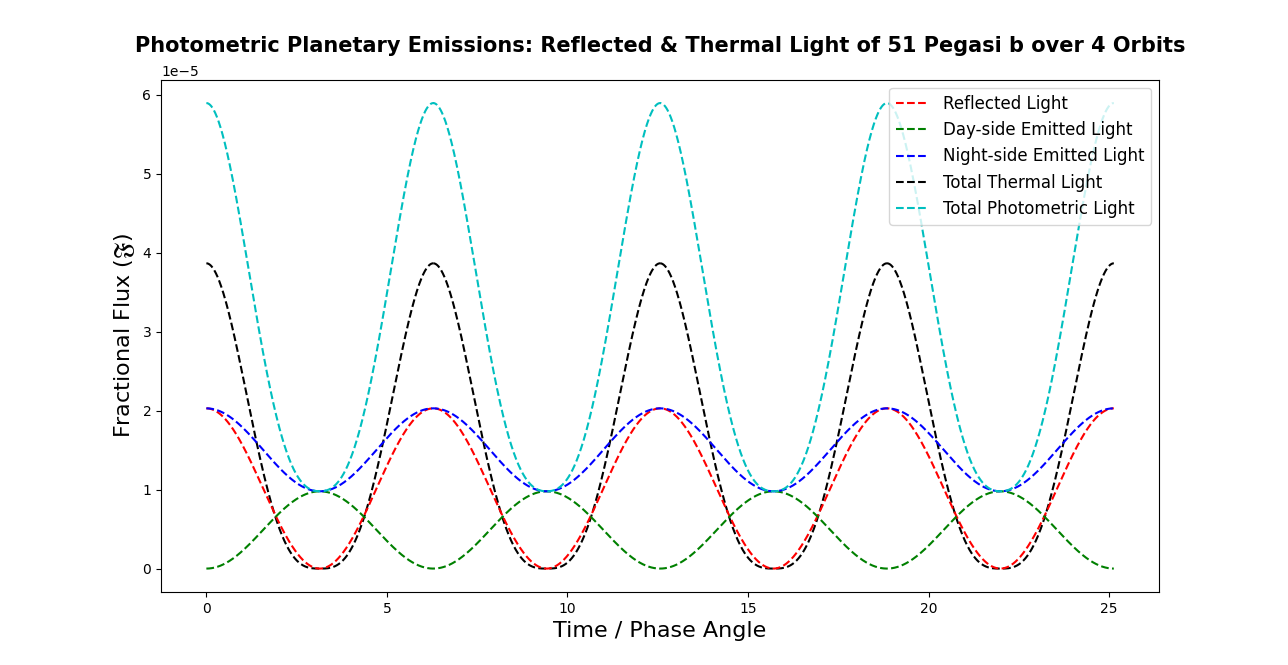 Photometric Planetary Emissions: Reflected & Thermal Light of 51 Pegasi b over 4 Orbits
1e−5
6
5
4
3
2
1
0
Fractional Flux
Reflected Light
Day-side Emitted Light
Night-side Emitted Light
Total Thermal Light
Total Photometric Light
0 5 10 15 20 25
Time / Phase Angle